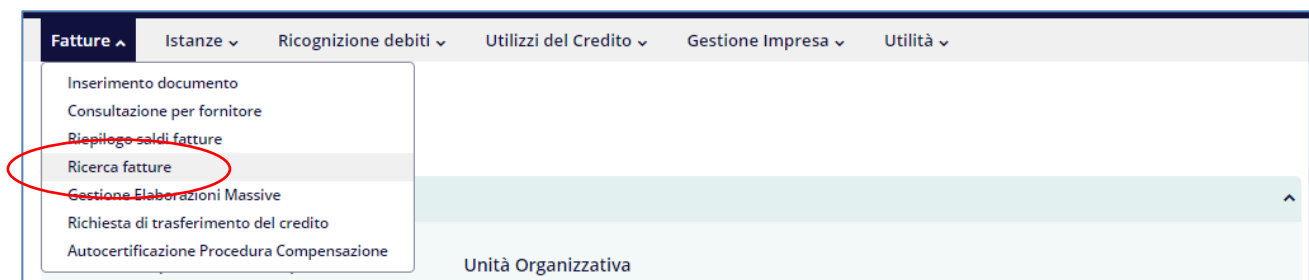 Fatture Istanze Ricognizione debiti Utilizzi del Credito Gestione Impresa Utilità
Inserimento documento
Consultazione per fornitore
Riepilogo saldi fatture
Ricerca fatture
Gestione Elaborazioni Massive
Richiesta di trasferimento del credito
Autocertificazione Procedura Compensazione
Unità Organizzativa